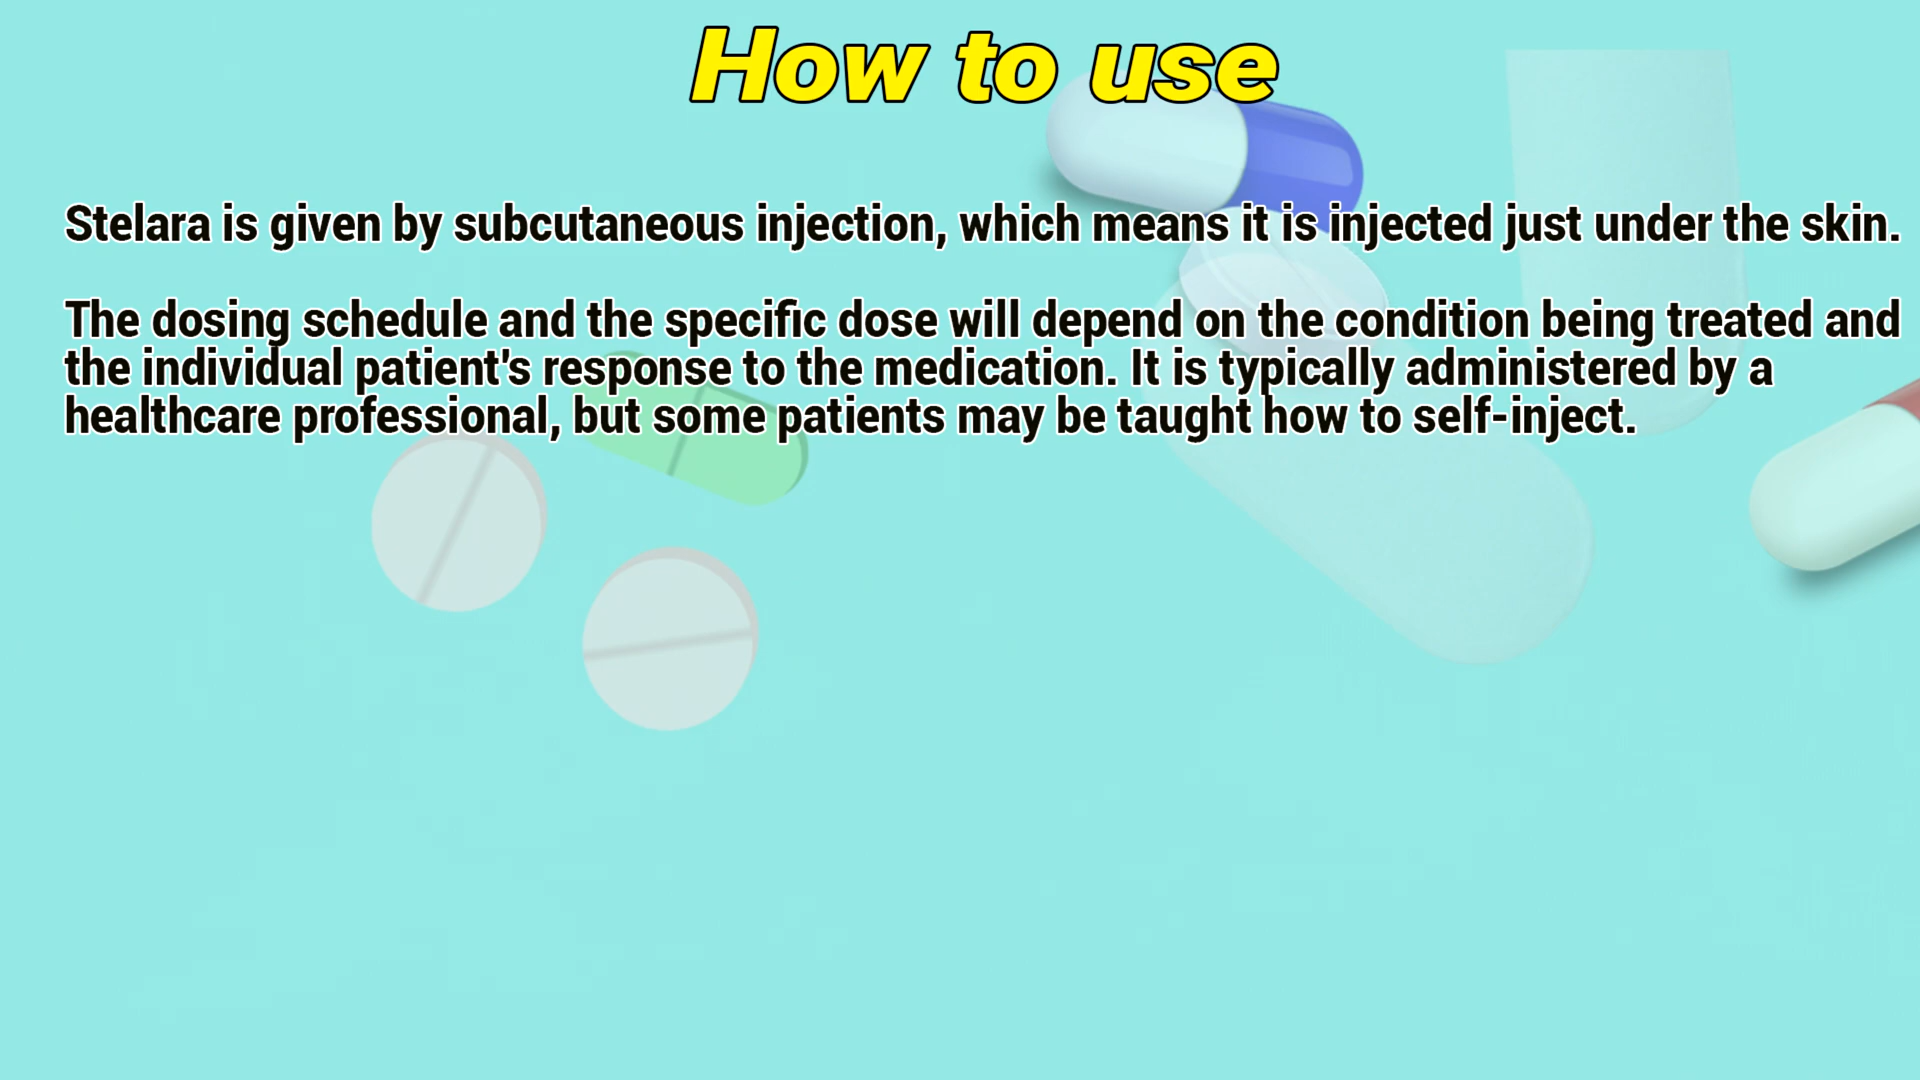 How to use
Stelara is given by subcutaneous injection, which means it is injected just under the skin.
The dosing schedule and the specific dose will depend on the condition being treated and
the individual patient's response to the medication. It is typically administered by a
healthcare professional, but some patients may be taught how to self-inject.